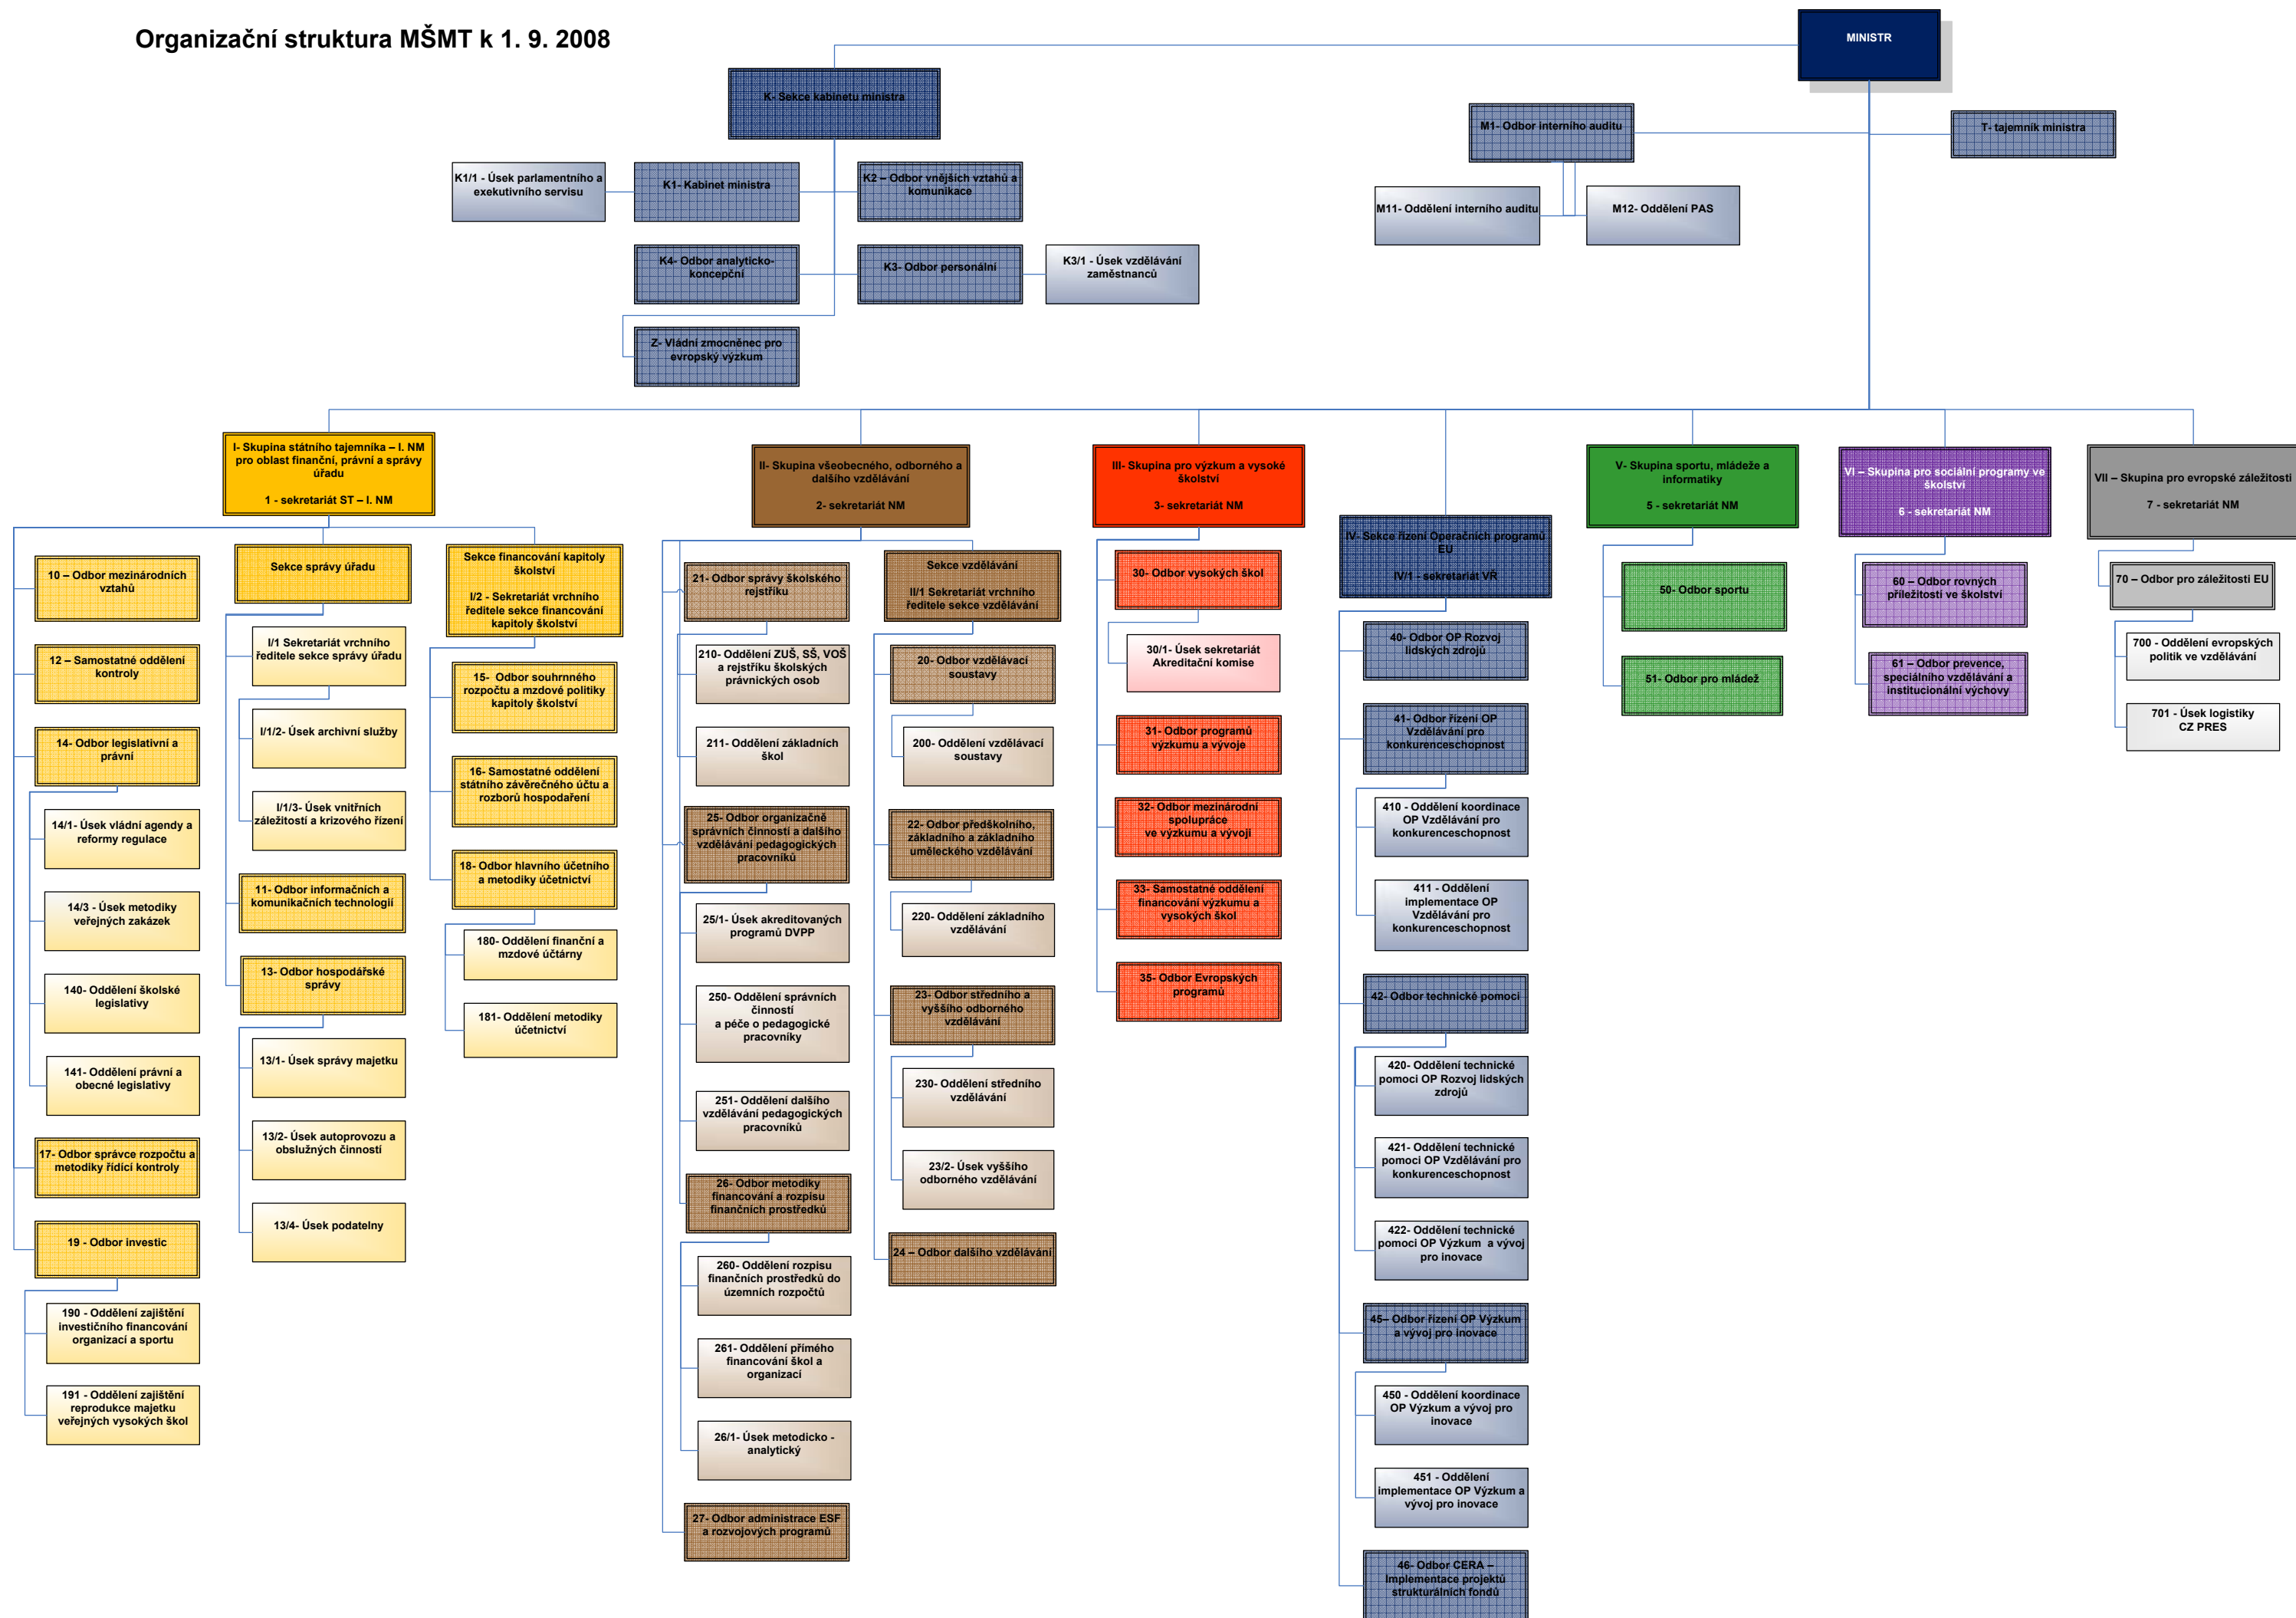 Organizační struktura MŠMT k 1. 9. 2008
MINISTR
K- Sekce kabinetu ministra
M1- Odbor interního auditu
T- tajemník ministra
K1/1 - Úsek parlamentního a
exekutivního servisu
K1- Kabinet ministra
K2 – Odbor vnějších vztahů a
komunikace
M11- Oddělení interního auditu
M12- Oddělení PAS
K4- Odbor analyticko-
koncepční
K3- Odbor personální
K3/1 - Úsek vzdělávání
zaměstnanců
Z- Vládní zmocněnec pro
evropský výzkum
I- Skupina státního tajemníka – I. NM
pro oblast finanční, právní a správy
úřadu
1 - sekretariát ST – I. NM
10 – Odbor mezinárodních
vztahů
12 – Samostatné oddělení
kontroly
14- Odbor legislativní a
právní
14/1- Úsek vládní agendy a
reformy regulace
14/3 - Úsek metodiky
veřejných zakázek
140- Oddělení školské
legislativy
141- Oddělení právní a
obecné legislativy
17- Odbor správce rozpočtu a
metodiky řídící kontroly
19 - Odbor investic
190 - Oddělení zajištění
investičního financování
organizací a sportu
191 - Oddělení zajištění
reprodukce majetku
veřejných vysokých škol
Sekce správy úřadu
I/1 Sekretariát vrchního
ředitele sekce správy úřadu
I/1/2- Úsek archivní služby
I/1/3- Úsek vnitřních
záležitostí a krizového řízení
11- Odbor informačních a
komunikačních technologií
13- Odbor hospodářské
správy
13/1- Úsek správy majetku
13/2- Úsek autoprovozu a
obslužných činností
13/4- Úsek podatelny
Sekce financování kapitoly
školství
I/2 - Sekretariát vrchního
ředitele sekce financování
kapitoly školství
15- Odbor souhrnného
rozpočtu a mzdové politiky
kapitoly školství
16- Samostatné oddělení
státního závěrečného účtu a
rozborů hospodaření
18- Odbor hlavního účetního
a metodiky účetnictví
180- Oddělení finanční a
mzdové účtárny
181- Oddělení metodiky
účetnictví
II- Skupina všeobecného, odborného a
dalšího vzdělávání
2- sekretariát NM
21- Odbor správy školského
rejstříku
210- Oddělení ZUŠ, SŠ, VOŠ
a rejstříku školských
právnických osob
211- Oddělení základních
škol
25- Odbor organizačně
správních činností a dalšího
vzdělávání pedagogických
pracovníků
25/1- Úsek akreditovaných
programů DVPP
250- Oddělení správních
činností
a péče o pedagogické
pracovníky
251- Oddělení dalšího
vzdělávání pedagogických
pracovníků
26- Odbor metodiky
financování a rozpisu
finančních prostředků
260- Oddělení rozpisu
finančních prostředků do
územních rozpočtů
261- Oddělení přímého
financování škol a
organizací
26/1- Úsek metodicko -
analytický
27- Odbor administrace ESF
a rozvojových programů
Sekce vzdělávání
II/1 Sekretariát vrchního
ředitele sekce vzdělávání
20- Odbor vzdělávací
soustavy
200- Oddělení vzdělávací
soustavy
22- Odbor předškolního,
základního a základního
uměleckého vzdělávání
220- Oddělení základního
vzdělávání
23- Odbor středního a
vyššího odborného
vzdělávání
230- Oddělení středního
vzdělávání
23/2- Úsek vyššího
odborného vzdělávání
24 – Odbor dalšího vzdělávání
III- Skupina pro výzkum a vysoké
školství
3- sekretariát NM
30- Odbor vysokých škol
30/1- Úsek sekretariát
Akreditační komise
31- Odbor programů
výzkumu a vývoje
32- Odbor mezinárodní
spolupráce
ve výzkumu a vývoji
33- Samostatné oddělení
financování výzkumu a
vysokých škol
35- Odbor Evropských
programů
IV- Sekce řízení Operačních programů
EU
IV/1 - sekretariát VŘ
40- Odbor OP Rozvoj
lidských zdrojů
41- Odbor řízení OP
Vzdělávání pro
konkurenceschopnost
410 - Oddělení koordinace
OP Vzdělávání pro
konkurenceschopnost
411 - Oddělení
implementace OP
Vzdělávání pro
konkurenceschopnost
42- Odbor technické pomoci
420- Oddělení technické
pomoci OP Rozvoj lidských
zdrojů
421- Oddělení technické
pomoci OP Vzdělávání pro
konkurenceschopnost
422- Oddělení technické
pomoci OP Výzkum a vývoj
pro inovace
45– Odbor řízení OP Výzkum
a vývoj pro inovace
450 - Oddělení koordinace
OP Výzkum a vývoj pro
inovace
451 - Oddělení
implementace OP Výzkum a
vývoj pro inovace
46- Odbor CERA –
Implementace projektů
strukturálních fondů
V- Skupina sportu, mládeže a
informatiky
5 - sekretariát NM
50- Odbor sportu
51- Odbor pro mládež
VI – Skupina pro sociální programy ve
školství
6 - sekretariát NM
60 – Odbor rovných
příležitostí ve školství
61 – Odbor prevence,
speciálního vzdělávání a
institucionální výchovy
VII – Skupina pro evropské záležitosti
7 - sekretariát NM
70 – Odbor pro záležitosti EU
700 - Oddělení evropských
politik ve vzdělávání
701 - Úsek logistiky
CZ PRES